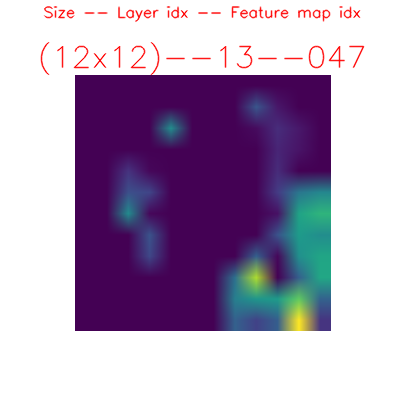 Size -- Layer idx -- Feature map idx
(12x12)--13--047